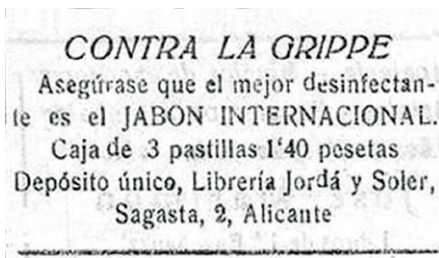 CONTRA LA GRIPPE
Asegúrase que el mejor desinfectan-
te es el JABON INTERNACIONAL.
Caja de 3 pastillas 1'40 pesetas
Depósito único, Librería Jordá y Soler,
Sagasta, 2, Alicante